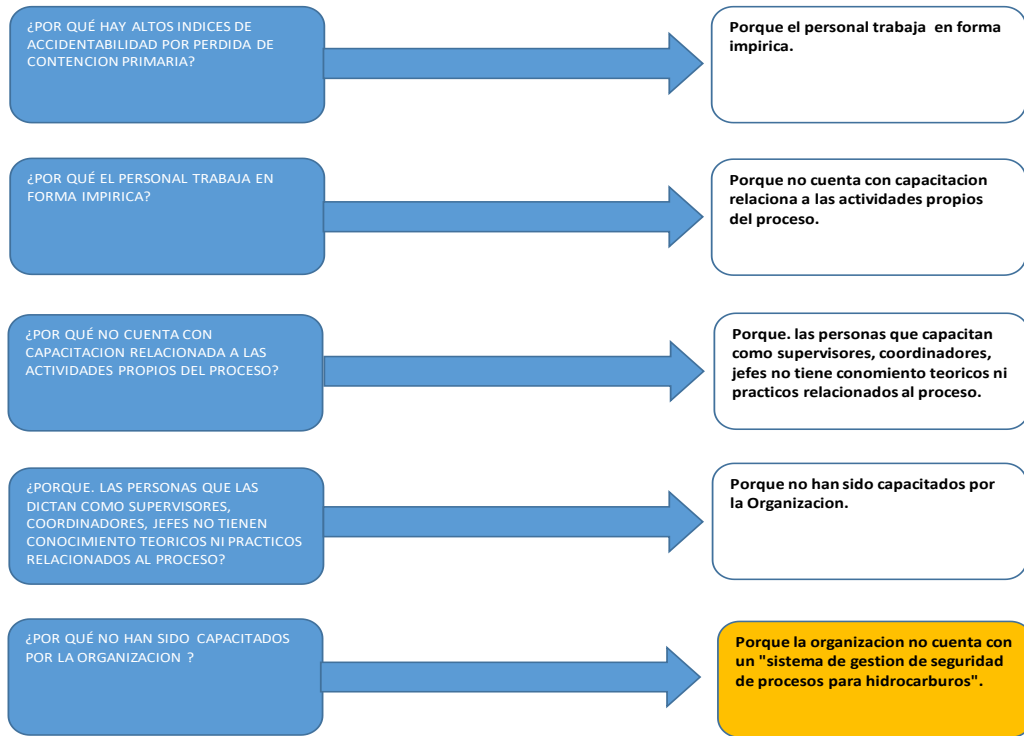 ¿POR QUÉ HAY ALTOS INDICES DE
ACCIDENTABILIDAD POR PERDIDA DE
CONTENCION PRIMARIA?
Porque el personal trabaja en forma
impirica.
¿POR QUÉ EL PERSONAL TRABAJA EN
FORMA IMPIRICA?
Porque no cuenta con capacitacion
relaciona a las actividades propios
del proceso.
¿POR QUÉ NO CUENTA CON
CAPACITACION RELACIONADA A LAS
ACTIVIDADES PROPIOS DEL PROCESO?
Porque. las personas que capacitan
como supervisores, coordinadores,
jefes no tiene conomiento teoricos ni
practicos relacionados al proceso.
¿PORQUE. LAS PERSONAS QUE LAS
DICTAN COMO SUPERVISORES,
COORDINADORES, JEFES NO TIENEN
CONOCIMIENTO TEORICOS NI PRACTICOS
RELACIONADOS AL PROCESO?
Porque no han sido capacitados por
la Organizacion.
¿POR QUÉ NO HAN SIDO CAPACITADOS
POR LA ORGANIZACION ?
Porque la organizacion no cuenta con
un "sistema de gestion de seguridad
de procesos para hidrocarburos".